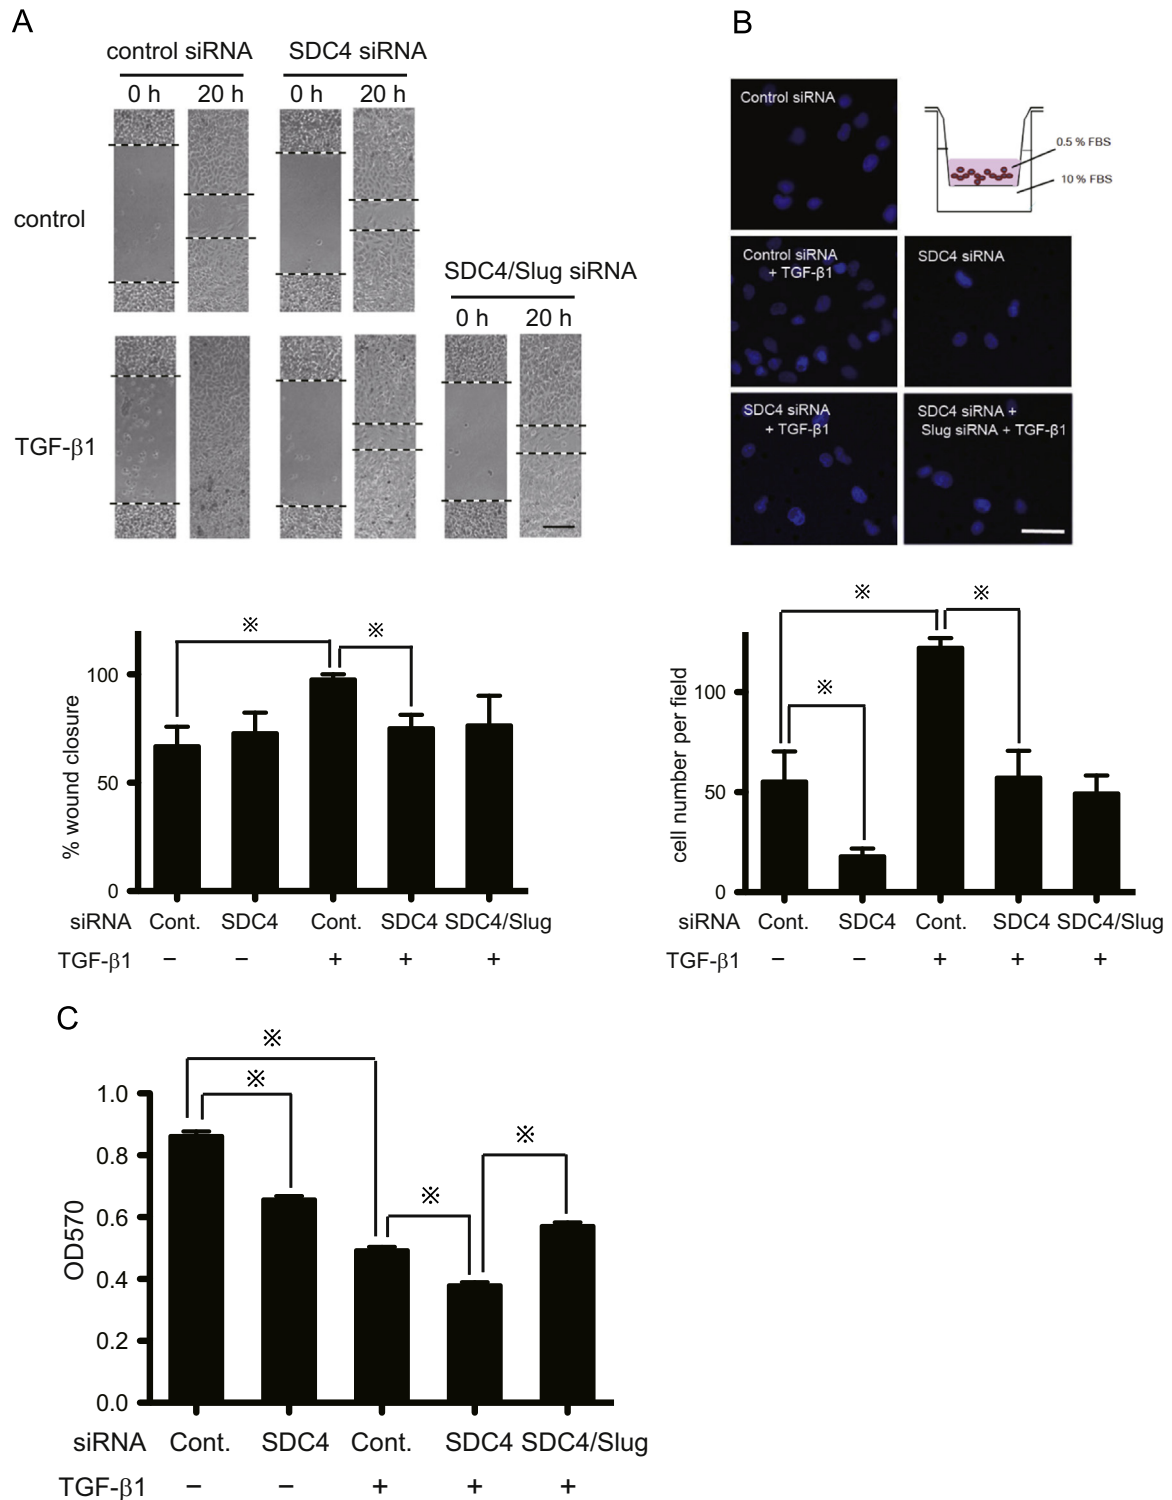 A
control siRNA SDC4 siRNA
0 h 20 h 0 h 20 h
control
SDC4/Slug siRNA
0 h 20 h
TGF-β1
※ ※
100
50
0
% wound closure
siRNA Cont. SDC4 Cont. SDC4 SDC4/Slug
TGF-β1 − − + + +
B
Control siRNA
0.5 % FBS
10 % FBS
Control siRNA
+ TGF-β1
SDC4 siRNA
SDC4 siRNA
+ TGF-β1
SDC4 siRNA +
Slug siRNA + TGF-β1
※ ※
※
100
50
0
cell number per field
siRNA Cont. SDC4 Cont. SDC4 SDC4/Slug
TGF-β1 − − + + +
C
※
※
※
※
1.0
0.8
0.6
0.4
0.2
0.0
OD570
siRNA Cont. SDC4 Cont. SDC4 SDC4/Slug
TGF-β1 − − + + +